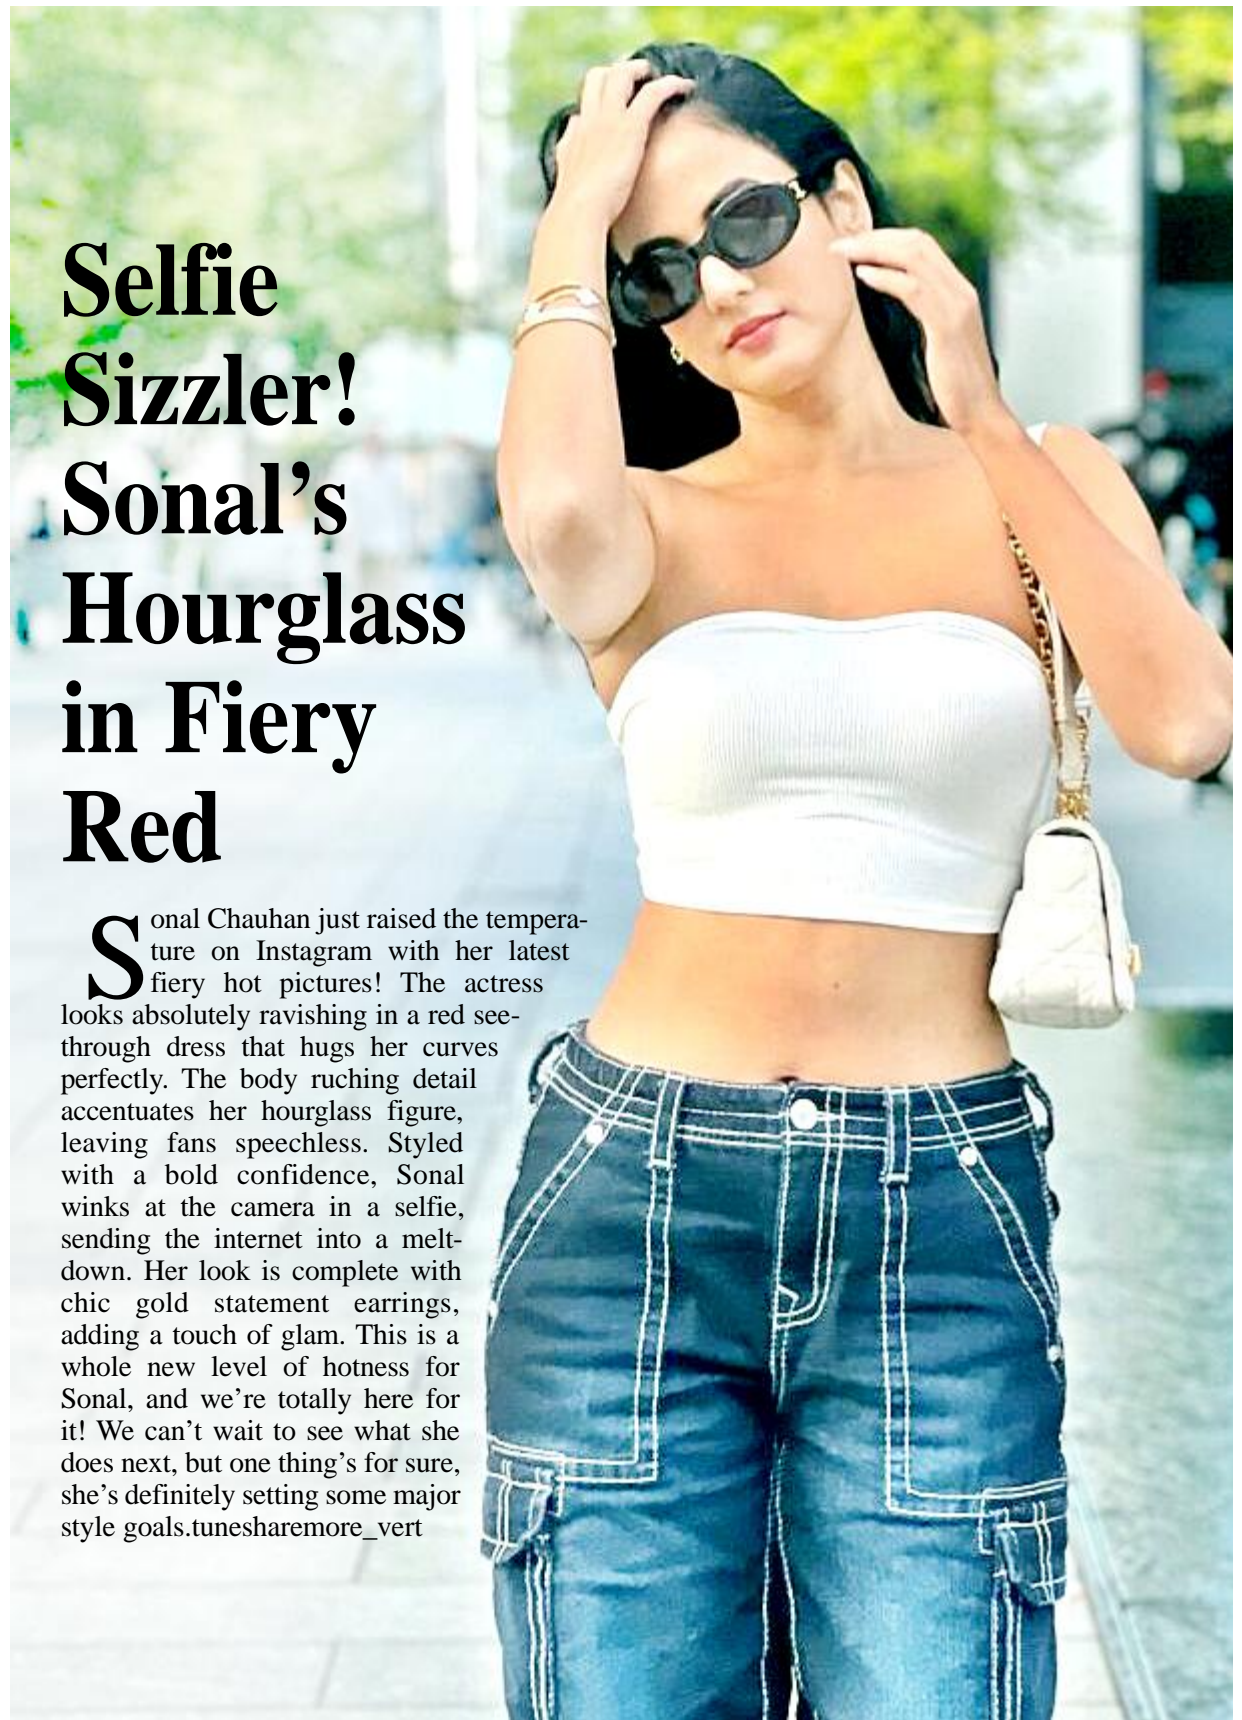 Selfie
Sizzler!
Sonal’s
Hourglass
in Fiery
Red
Sonal Chauhan just raised the tempera-
ture on Instagram with her latest
fiery hot pictures! The actress
looks absolutely ravishing in a red see-
through dress that hugs her curves
perfectly. The body ruching detail
accentuates her hourglass figure,
leaving fans speechless. Styled
with a bold confidence, Sonal
winks at the camera in a selfie,
sending the internet into a melt-
down. Her look is complete with
chic gold statement earrings,
adding a touch of glam. This is a
whole new level of hotness for
Sonal, and we’re totally here for
it! We can’t wait to see what she
does next, but one thing’s for sure,
she’s definitely setting some major
style goals.tunesharemore_vert